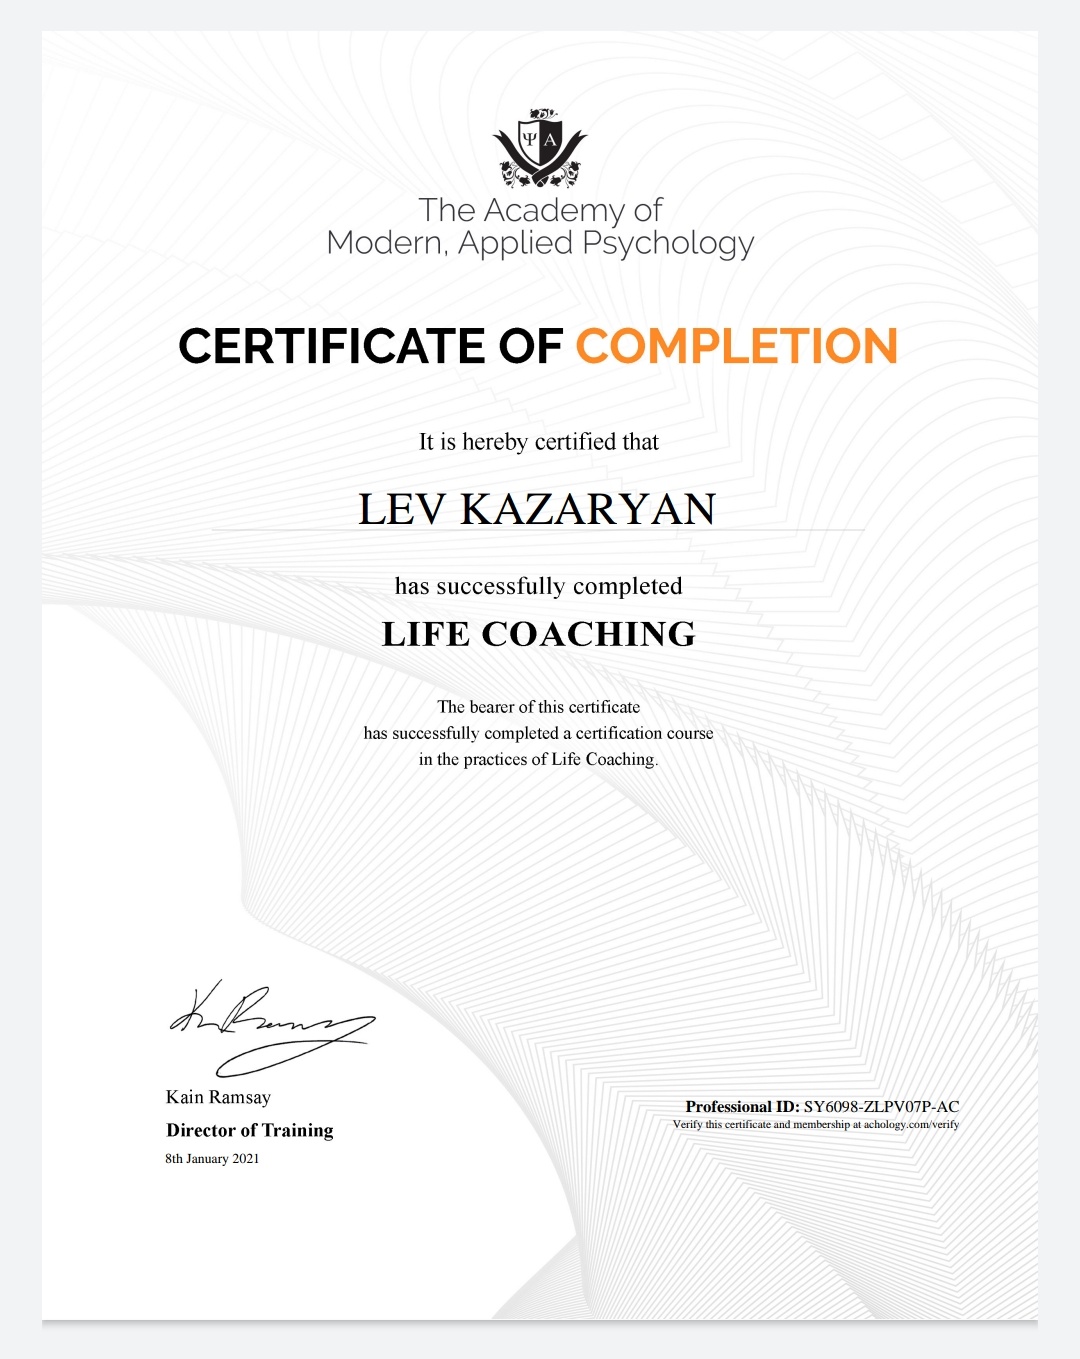 Ψ A
The Academy of
Modern, Applied Psychology
CERTIFICATE OF COMPLETION
It is hereby certified that
LEV KAZARYAN
has successfully completed
LIFE COACHING
The bearer of this certificate
has successfully completed a certification course
in the practices of Life Coaching.
Kain Ramsay
Director of Training
8th January 2021
Professional ID: SY6098-ZLPV07P-AC
Verify this certificate and membership at achology.com/verify